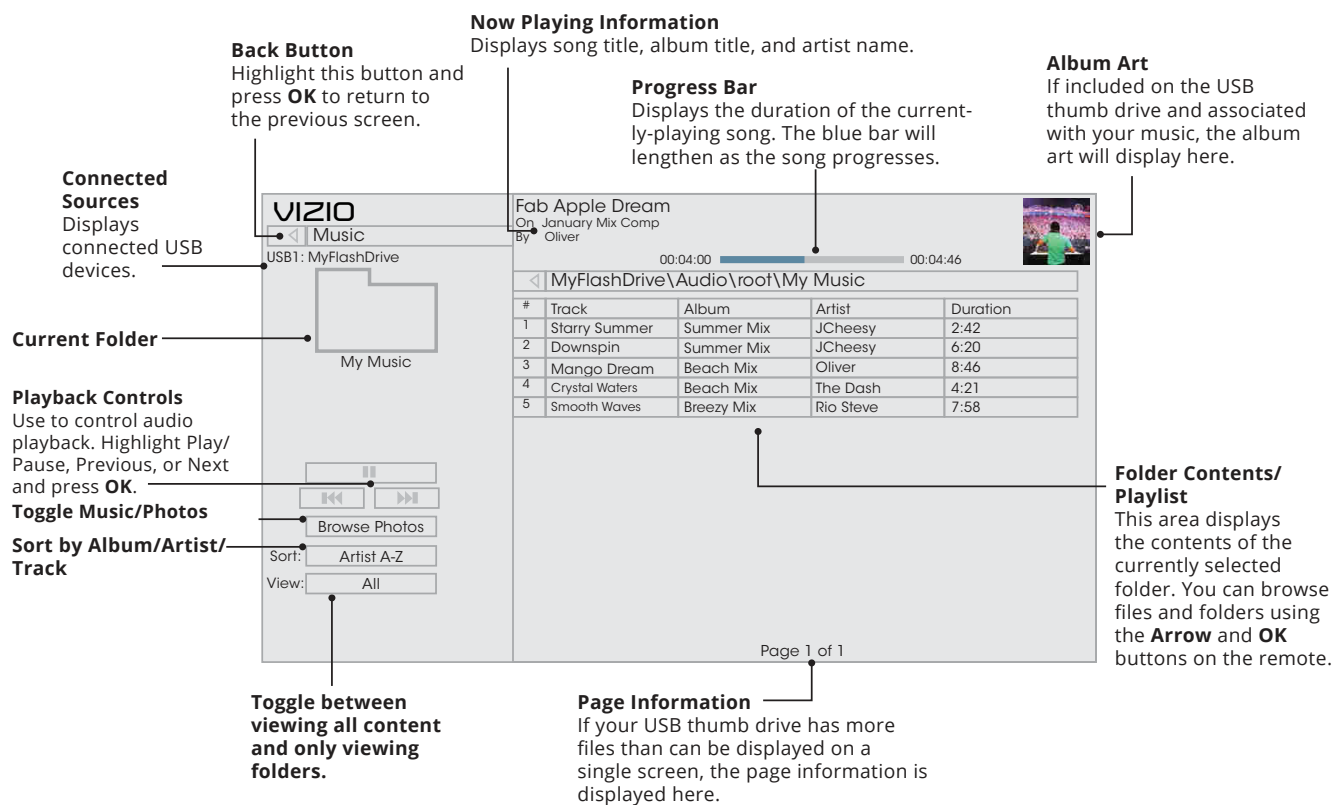 Now Playing Information
Displays song title, album title, and artist name.
Back Button
Highlight this button and
press OK to return to
the previous screen.
Progress Bar
Displays the duration of the current-
ly-playing song. The blue bar will
lengthen as the song progresses.
Album Art
If included on the USB
thumb drive and associated
with your music, the album
art will display here.
Connected
Sources
Displays
connected USB
devices.
Current Folder
Playback Controls
Use to control audio
playback. Highlight Play/
Pause, Previous, or Next
and press OK.
Toggle Music/Photos
Sort by Album/Artist/
Track
VIZIO
Music
USB1: MyFlashDrive
My Music
Browse Photos
Sort: Artist A-Z
View: All
Fab Apple Dream
On January Mix Comp
By Oliver
00:04:00 00:04:46
MyFlashDrive\Audio\root\My Music
# Track Album Artist Duration
1 Starry Summer Summer Mix JCheesy 2:42
2 Downspin Summer Mix JCheesy 6:20
3 Mango Dream Beach Mix Oliver 8:46
4 Crystal Waters Beach Mix The Dash 4:21
5 Smooth Waves Breezy Mix Rio Steve 7:58
Page 1 of 1
Folder Contents/
Playlist
This area displays
the contents of the
currently selected
folder. You can browse
files and folders using
the Arrow and OK
buttons on the remote.
Toggle between
viewing all content
and only viewing
folders.
Page Information
If your USB thumb drive has more
files than can be displayed on a
single screen, the page information is
displayed here.